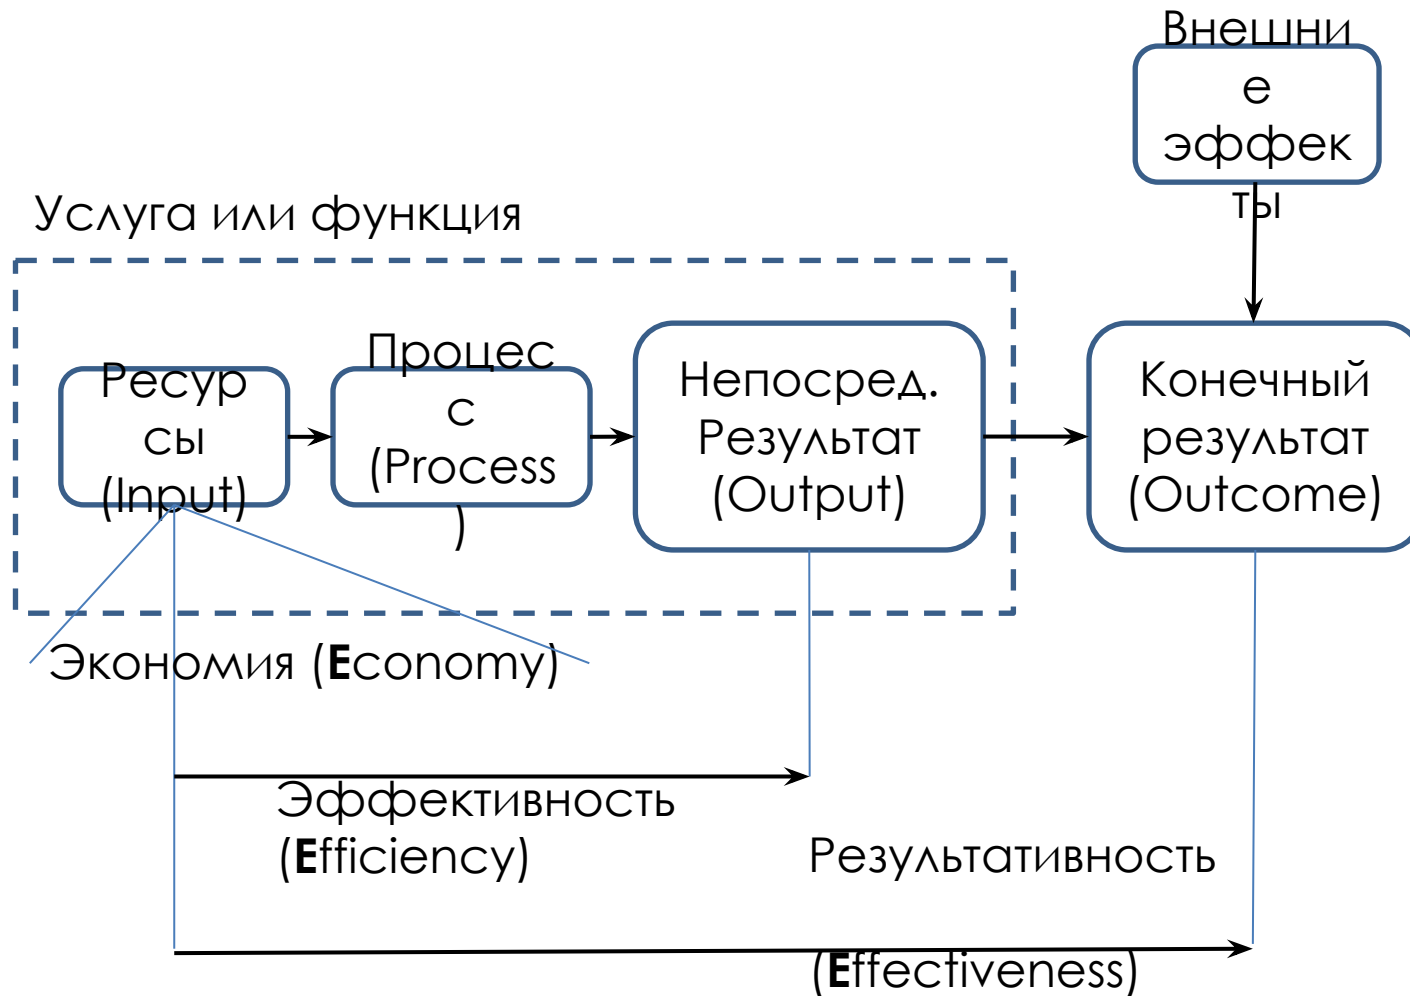 Внешни
е
эффек
ты
Услуга или функция
Ресур
сы
(Input)
Процес
с
(Process
)
Непосред.
Результат
(Output)
Конечный
результат
(Outcome)
Экономия (Economy)
Эффективность
(Efficiency)
Результативность
(Effectiveness)